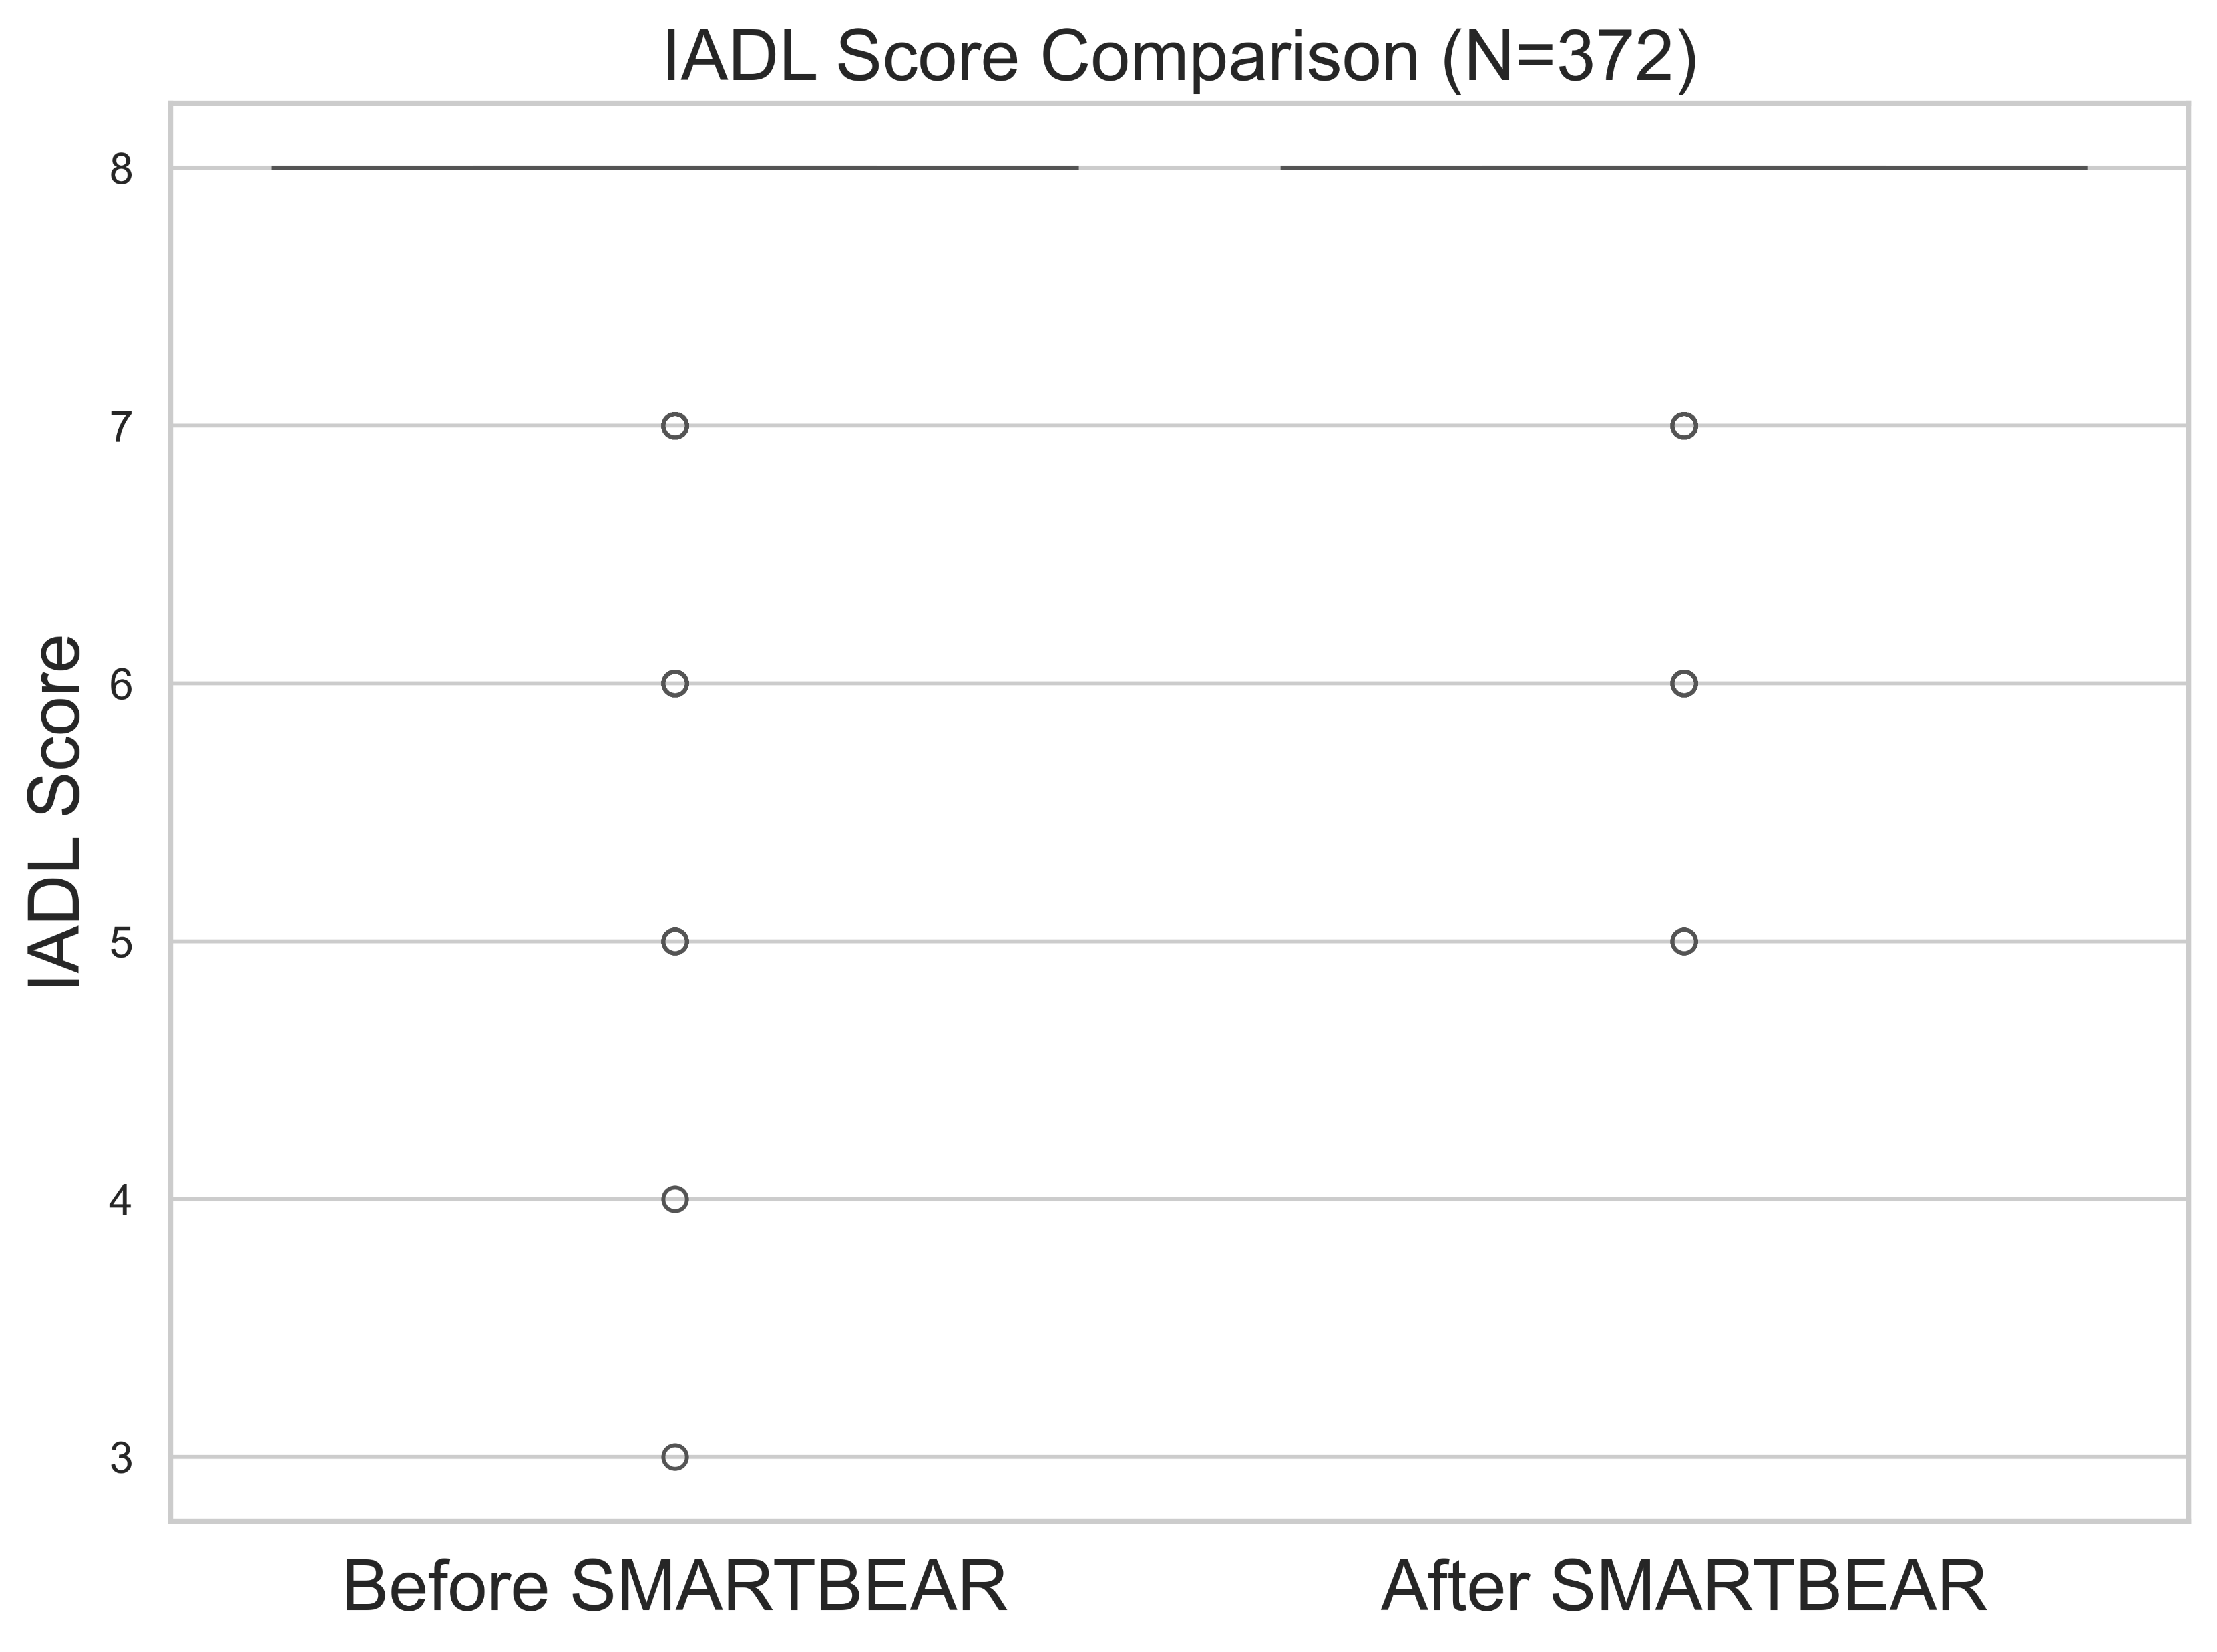 IADL Score Comparison (N=372)
IADL Score
8
7
6
5
4
3
Before SMARTBEAR
After SMARTBEAR